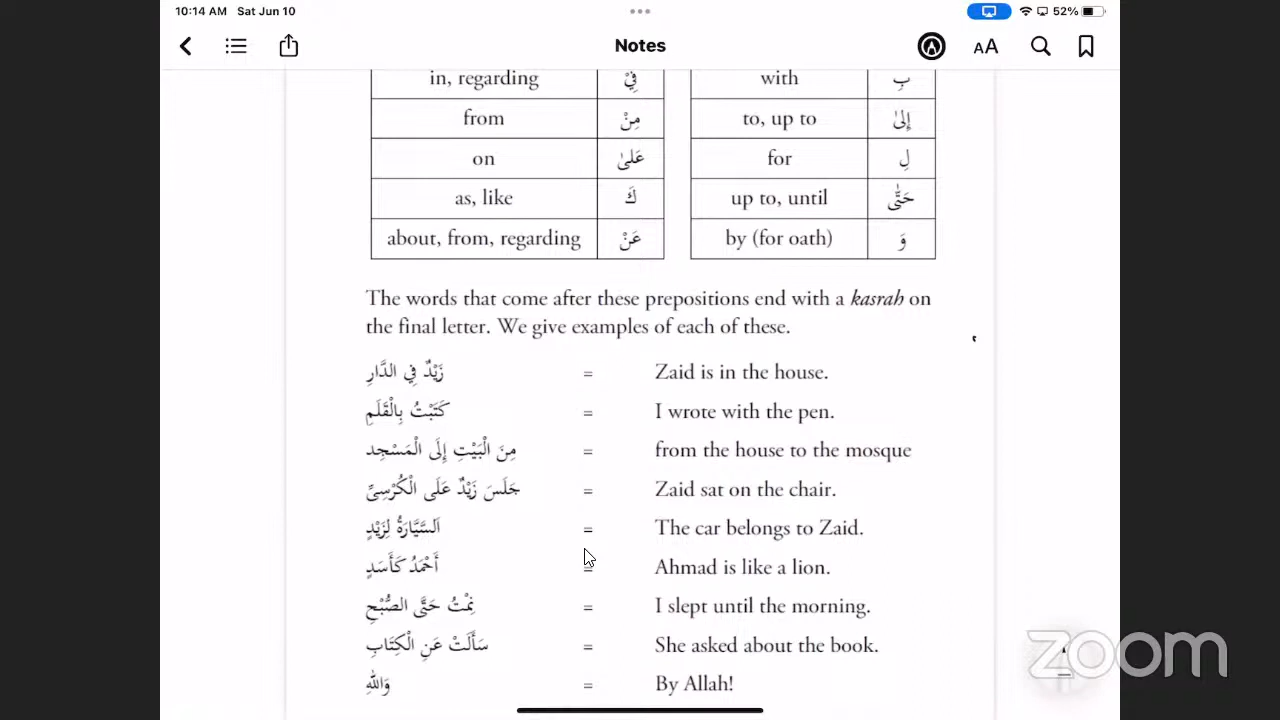 10:14 AM Sat Jun 10
52%
Notes
AA
in, regarding فِيْ with بِ
from مِنْ to, up to إِلىٰ
on عَلىٰ for لِ
as, like كَ up to, until حَتّٰى
about, from, regarding عَنْ by (for oath) وَ
The words that come after these prepositions end with a kasrah on
the final letter. We give examples of each of these.
زَيْدٌ فِي الدَّارِ = Zaid is in the house.
كَتَبْتُ بِالْقَلَمِ = I wrote with the pen.
مِنَ الْبَيْتِ إِلَى الْمَسْجِد = from the house to the mosque
جَلَسَ زَيْدٌ عَلَى الْكُرْسِيِّ = Zaid sat on the chair.
اَلسَّيَّارَةُ لِزَيْدٍ = The car belongs to Zaid.
أَحْمَدُ كَأَسَدٍ = Ahmad is like a lion.
نِمْتُ حَتَّى الصُّبْحِ = I slept until the morning.
سَأَلَتْ عَنِ الْكِتَابِ = She asked about the book.
وَاللهِ = By Allah!
zoom